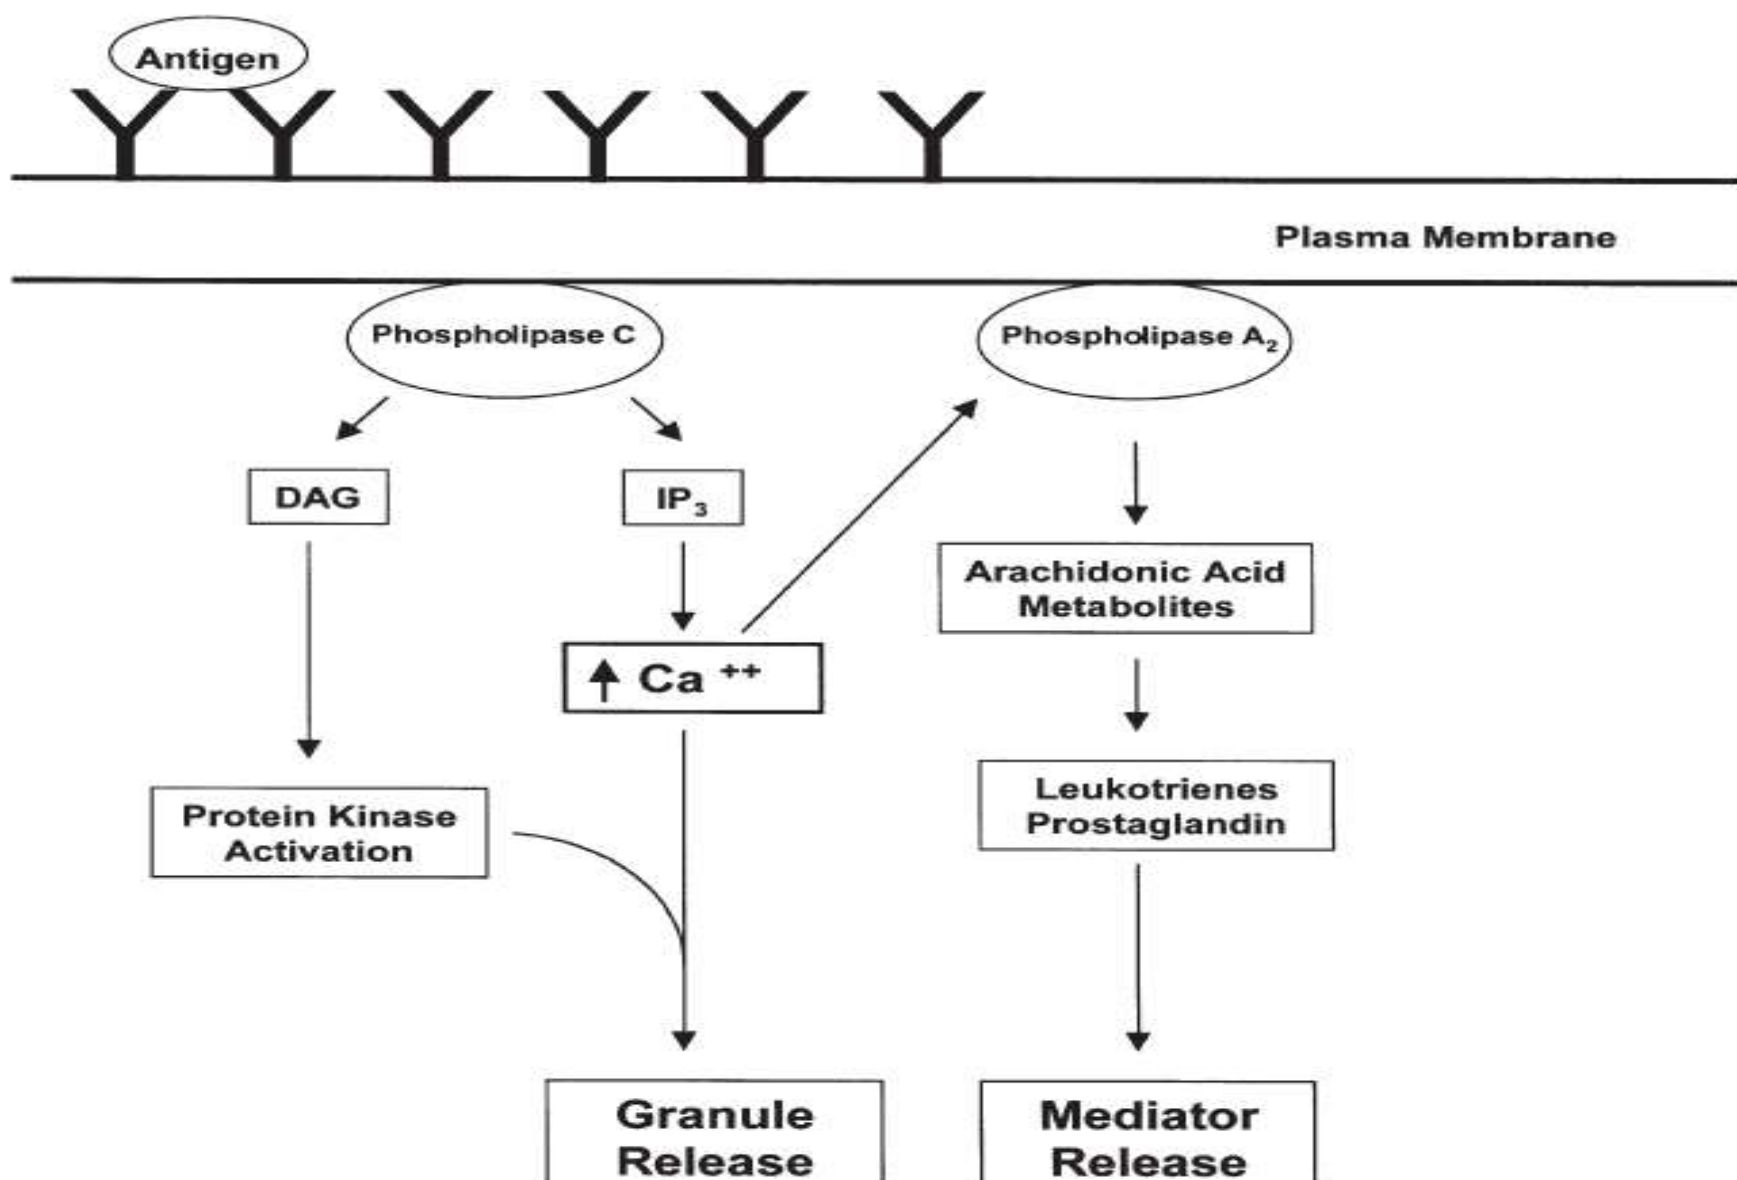 Antigen
Plasma Membrane
Phospholipase C
Phospholipase A₂
DAG
IP₃
Arachidonic Acid
Metabolites
↑ Ca ⁺⁺
Leukotrienes
Prostaglandin
Protein Kinase
Activation
Granule
Release
Mediator
Release